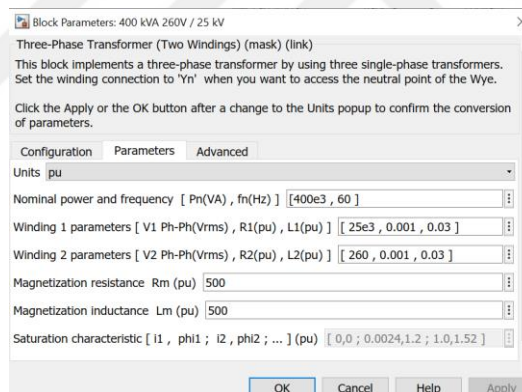 Block Parameters: 400 kVA 260V / 25 kV
Three-Phase Transformer (Two Windings) (mask) (link)
This block implements a three-phase transformer by using three single-phase transformers.
Set the winding connection to 'Yn' when you want to access the neutral point of the Wye.
Click the Apply or the OK button after a change to the Units popup to confirm the conversion
of parameters.
Configuration Parameters Advanced
Units pu
Nominal power and frequency [ Pn(VA) , fn(Hz) ] [400e3 , 60 ]
Winding 1 parameters [ V1 Ph-Ph(Vrms) , R1(pu) , L1(pu) ] [ 25e3 , 0.001 , 0.03 ]
Winding 2 parameters [ V2 Ph-Ph(Vrms) , R2(pu) , L2(pu) ] [ 260 , 0.001 , 0.03 ]
Magnetization resistance Rm (pu) 500
Magnetization inductance Lm (pu) 500
Saturation characteristic [ i1 , phi1 ; i2 , phi2 ; ... ] (pu) [ 0,0 ; 0.0024,1.2 ; 1.0,1.52 ]
OK Cancel Help Apply